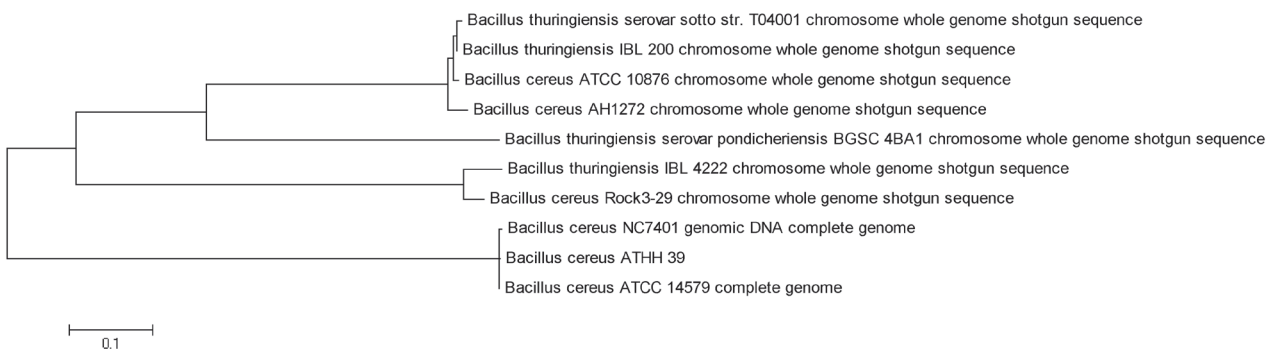 Bacillus thuringiensis serovar sotto str. T04001 chromosome whole genome shotgun sequence
Bacillus thuringiensis IBL 200 chromosome whole genome shotgun sequence
Bacillus cereus ATCC 10876 chromosome whole genome shotgun sequence
Bacillus cereus AH1272 chromosome whole genome shotgun sequence
Bacillus thuringiensis serovar pondicheriensis BGSC 4BA1 chromosome whole genome shotgun sequence
Bacillus thuringiensis IBL 4222 chromosome whole genome shotgun sequence
Bacillus cereus Rock3-29 chromosome whole genome shotgun sequence
Bacillus cereus NC7401 genomic DNA complete genome
Bacillus cereus ATHH 39
Bacillus cereus ATCC 14579 complete genome
0.1